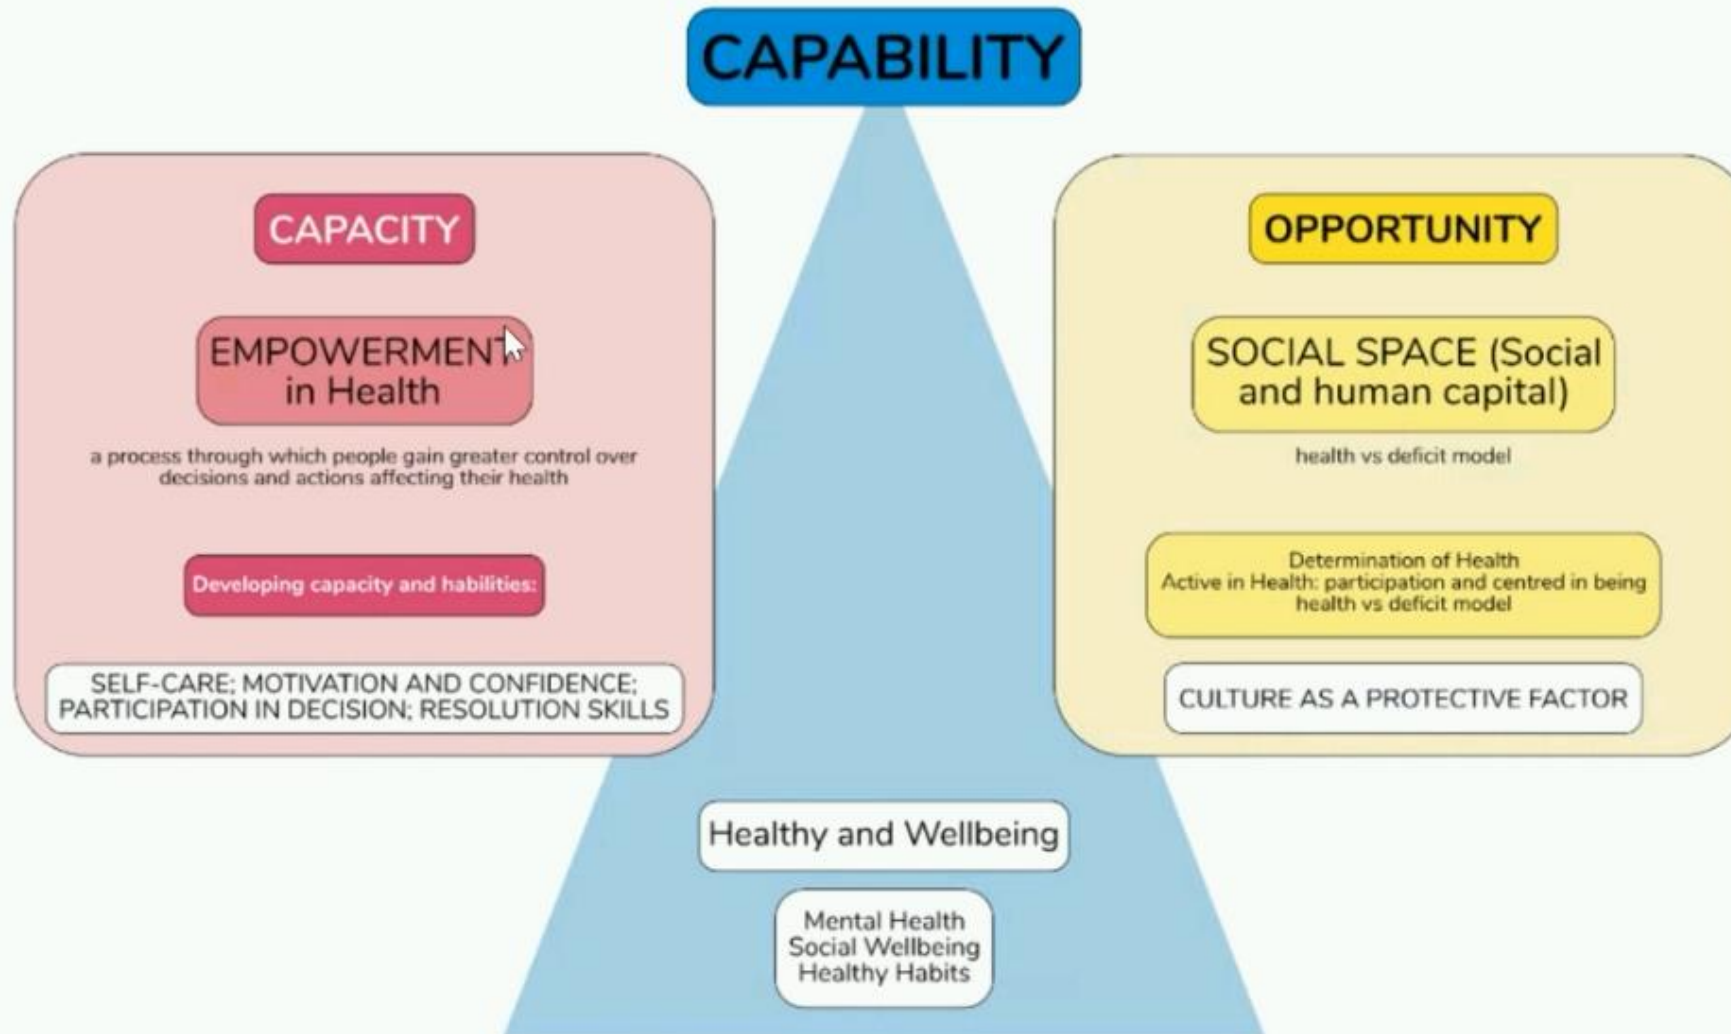 CAPABILITY
CAPACITY
EMPOWERMENT
in Health
a process through which people gain greater control over
decisions and actions affecting their health
Developing capacity and habilities:
SELF-CARE; MOTIVATION AND CONFIDENCE;
PARTICIPATION IN DECISION; RESOLUTION SKILLS
OPPORTUNITY
SOCIAL SPACE (Social
and human capital)
health vs deficit model
Determination of Health
Active in Health: participation and centred in being
health vs deficit model
CULTURE AS A PROTECTIVE FACTOR
Healthy and Wellbeing
Mental Health
Social Wellbeing
Healthy Habits